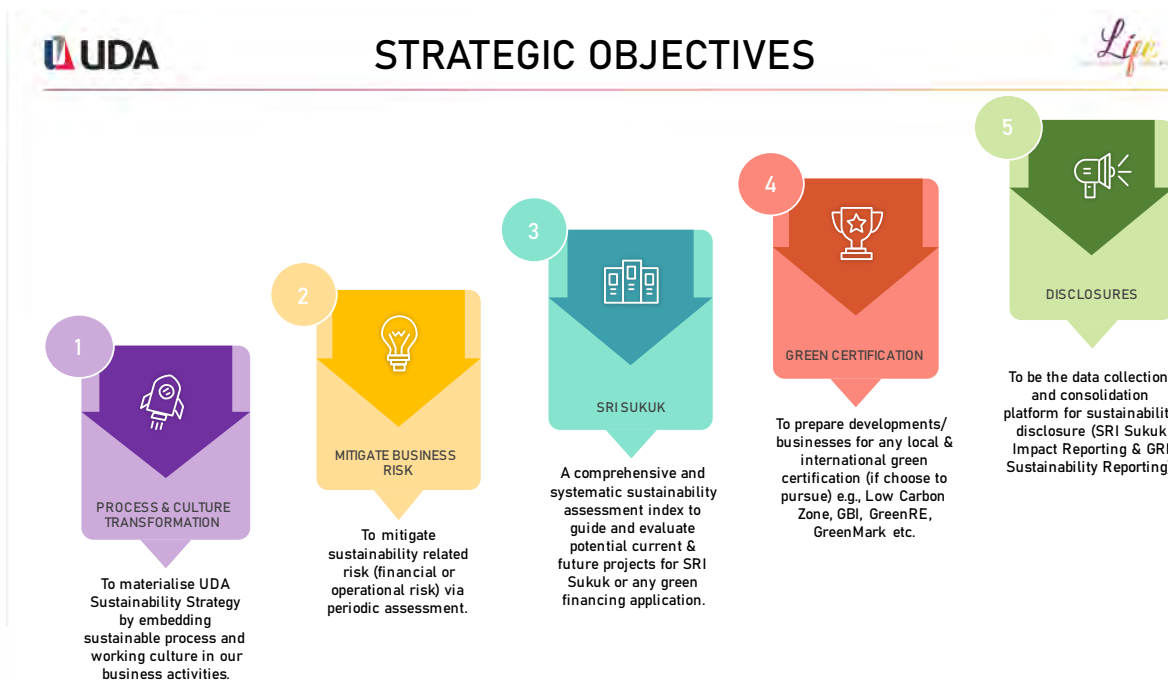 UDA
STRATEGIC OBJECTIVES
Life
1
PROCESS & CULTURE
TRANSFORMATION
To materialise UDA
Sustainability Strategy
by embedding
sustainable process and
working culture in our
business activities.
2
MITIGATE BUSINESS
RISK
To mitigate
sustainability related
risk (financial or
operational risk) via
periodic assessment.
3
SRI SUKUK
A comprehensive and
systematic sustainability
assessment index to
guide and evaluate
potential current &
future projects for SRI
Sukuk or any green
financing application.
4
GREEN CERTIFICATION
To prepare developments/
businesses for any local &
international green
certification (if choose to
pursue) e.g., Low Carbon
Zone, GBI, GreenRE,
GreenMark etc.
5
DISCLOSURES
To be the data collection
and consolidation
platform for sustainabilit
disclosure (SRI Sukuk
Impact Reporting & GRI
Sustainability Reporting)